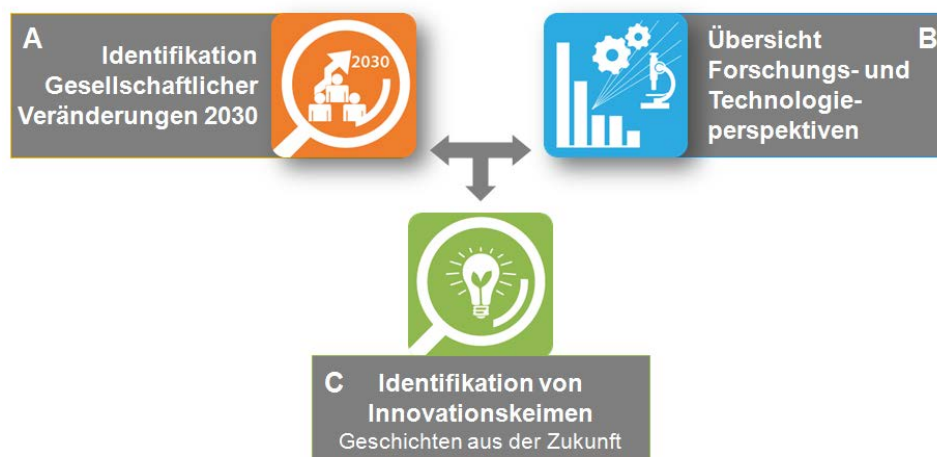 A
Identifikation
Gesellschaftlicher
Veränderungen 2030
2030
Übersicht
Forschungs- und
Technologie-
perspektiven
B
C
Identifikation von
Innovationskeimen
Geschichten aus der Zukunft